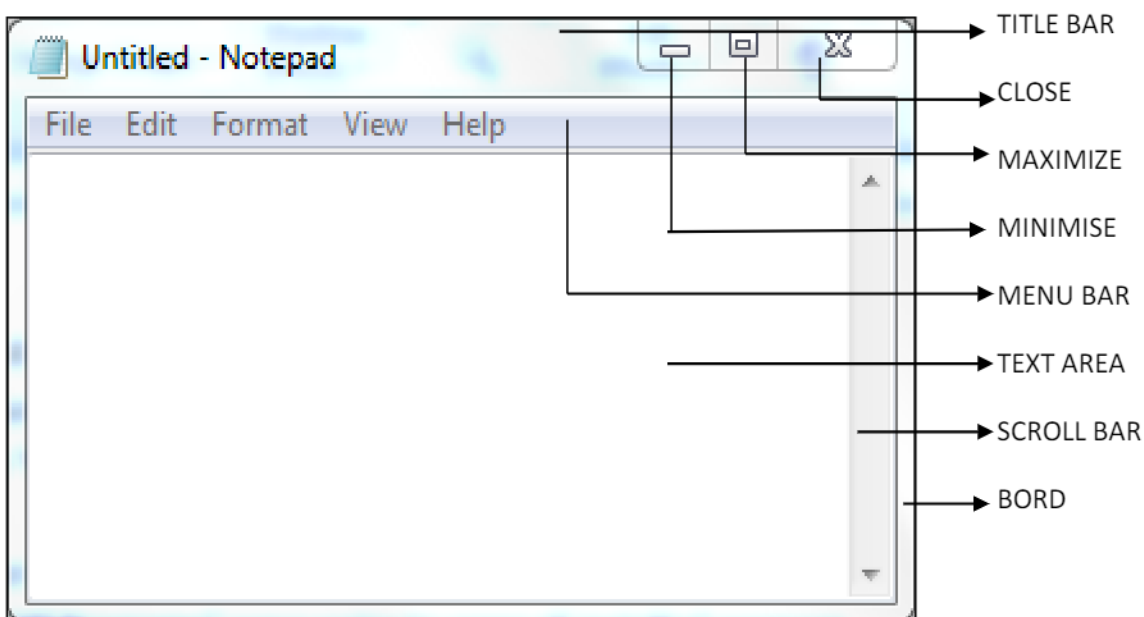 Untitled - Notepad
File Edit Format View Help
TITLE BAR
CLOSE
MAXIMIZE
MINIMISE
MENU BAR
TEXT AREA
SCROLL BAR
BORD